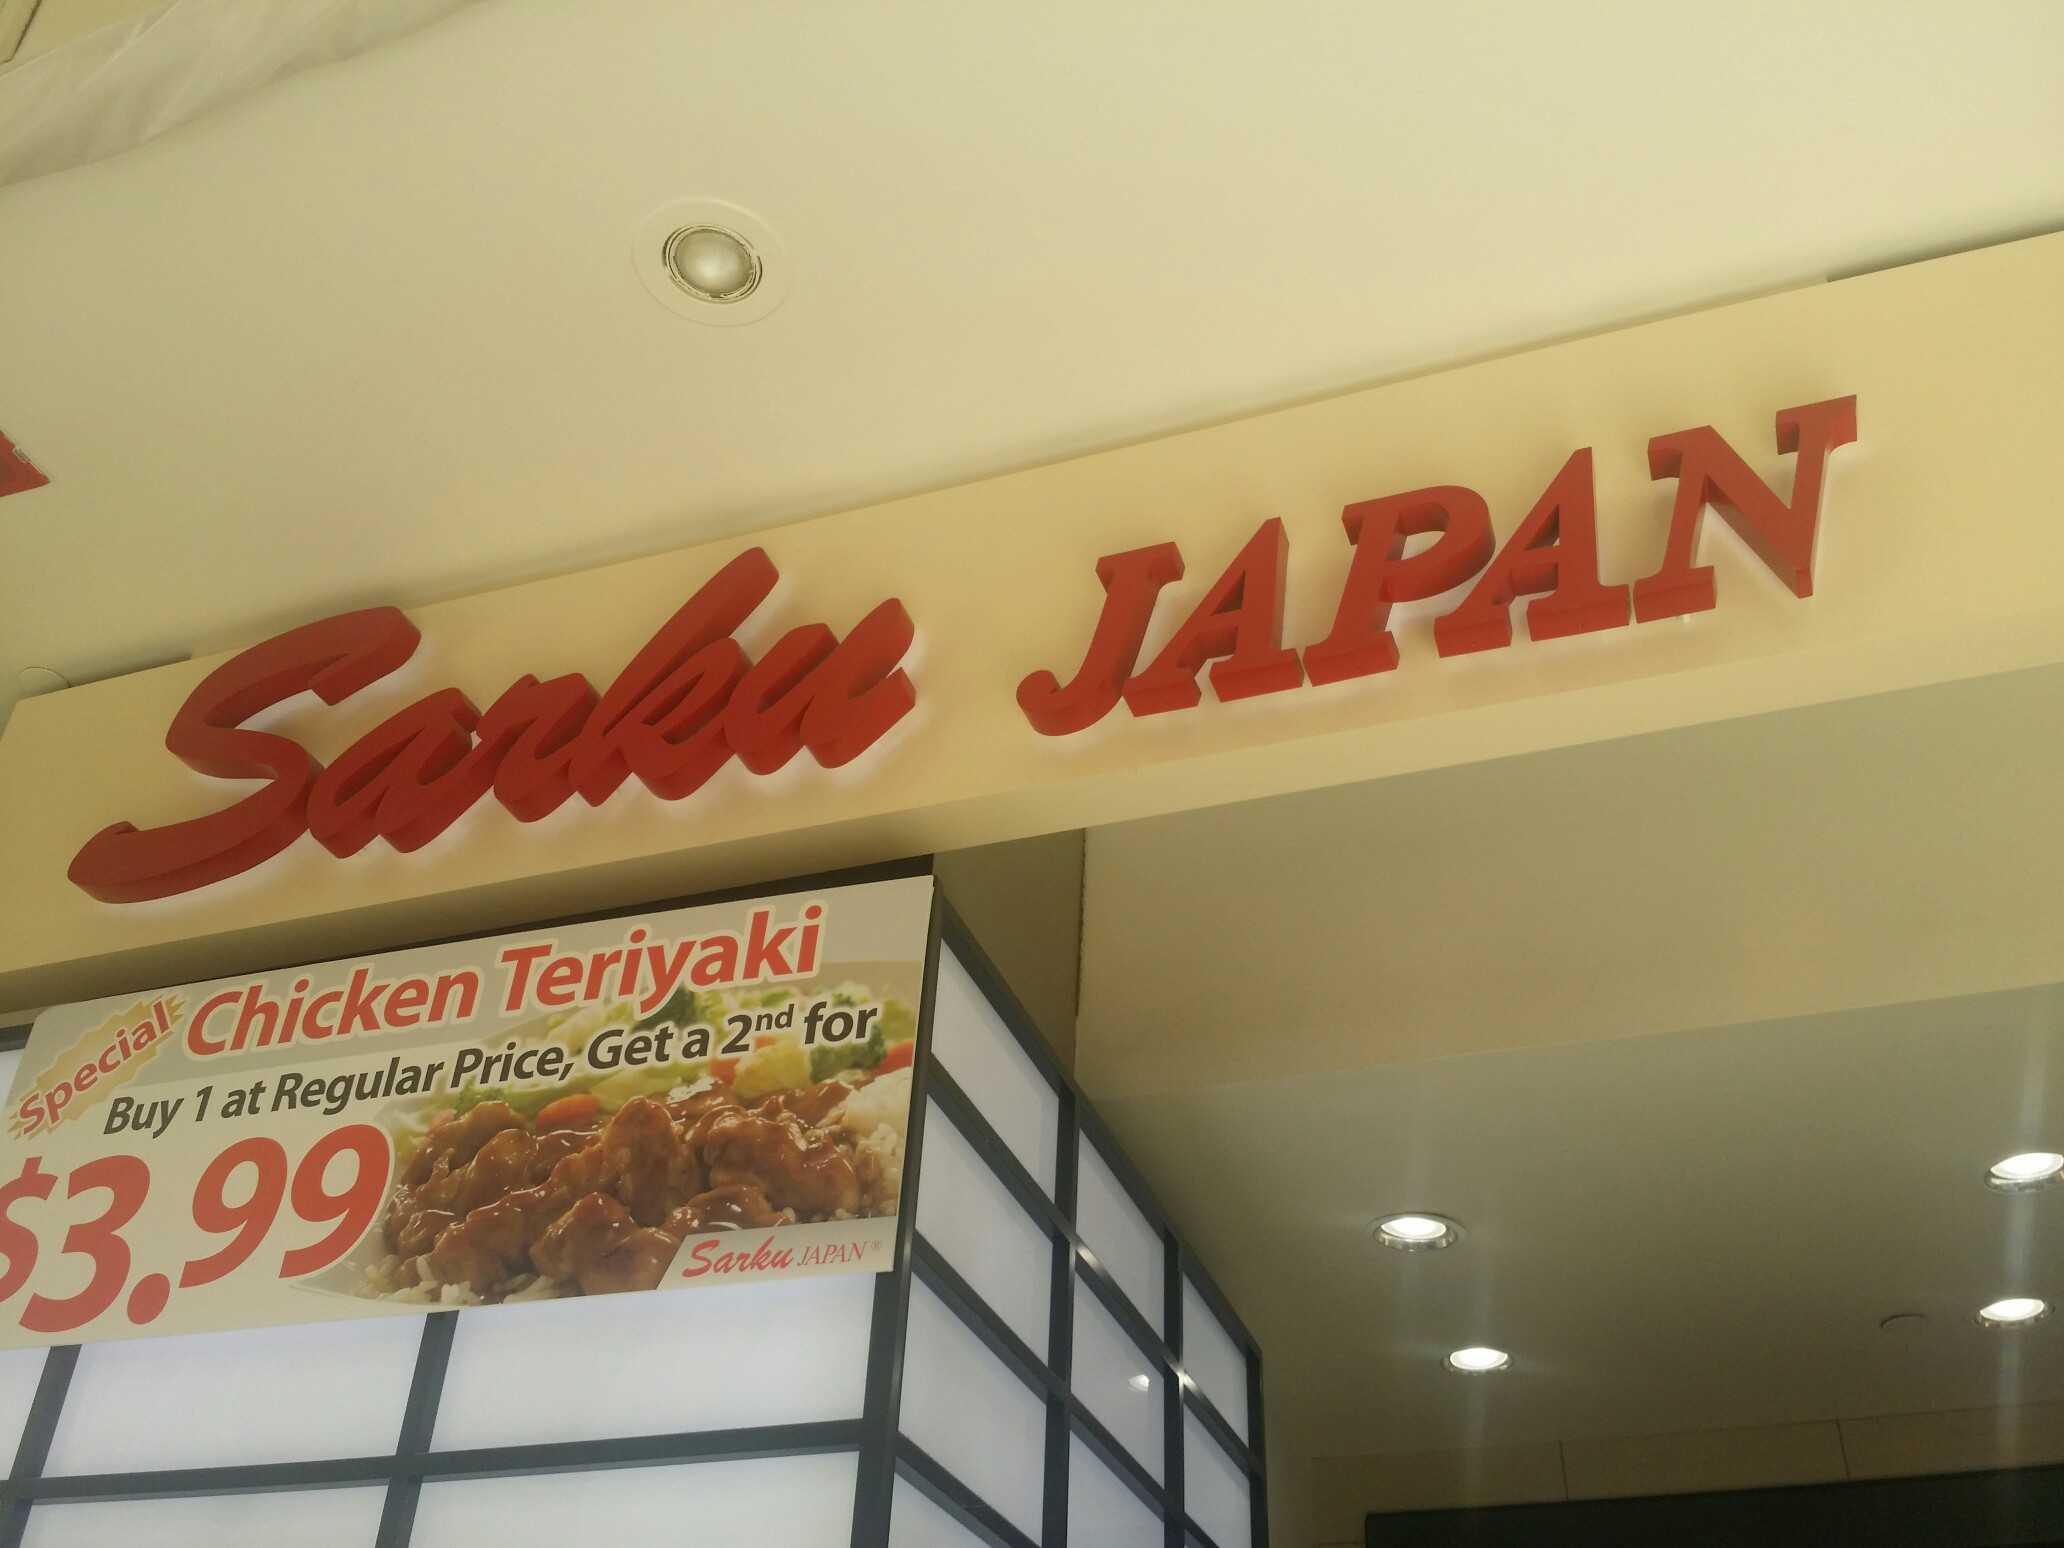 Sarku JAPAN
Special
Chicken Teriyaki
Buy 1 at Regular Price, Get a 2nd for
$3.99
Sarku JAPAN®